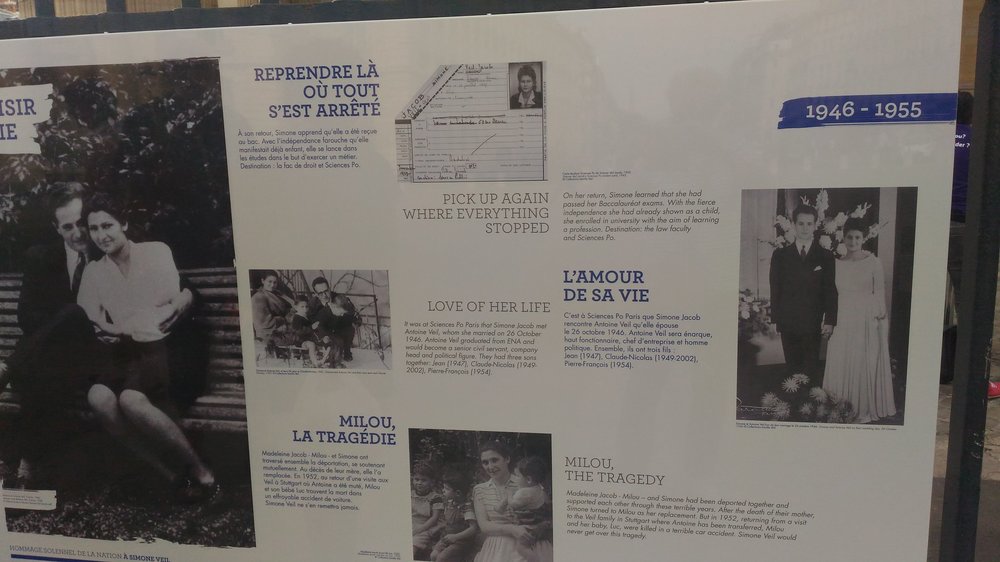 ISIR
IE
REPRENDRE LÀ
OÙ TOUT
S'EST ARRÊTÉ
À son retour, Simone apprend qu'elle a été reçue
au bac. Avec l'indépendance farouche qu'elle
manifestait déjà enfant, elle se lance
dans les études dans le but d'exercer un métier.
Destination : la fac de droit et Sciences Po.
JACOB SIMONE
PICK UP AGAIN
WHERE EVERYTHING
STOPPED
On her return, Simone learned that she had
passed her Baccalauréat exams. With the fierce
independence she had already shown as a child,
she enrolled in university with the aim of learning
a profession. Destination: the law faculty
and Sciences Po.
1946 - 1955
LOVE OF HER LIFE
It was at Sciences Po Paris that Simone Jacob met
Antoine Veil, whom she married on 26 October
1946. Antoine Veil graduated from ENA and
would become a senior civil servant, company
head and political figure. They had three sons
together: Jean (1947), Claude-Nicolas (1949-
2002), Pierre-François (1954).
L'AMOUR
DE SA VIE
C'est à Sciences Po Paris que Simone Jacob
rencontre Antoine Veil qu'elle épouse
le 26 octobre 1946. Antoine Veil sera énarque,
haut fonctionnaire, chef d'entreprise et homme
politique. Ensemble, ils ont trois fils :
Jean (1947), Claude-Nicolas (1949-2002),
Pierre-François (1954).
MILOU,
LA TRAGÉDIE
Madeleine Jacob - Milou - et Simone ont
traversé ensemble la déportation, se soutenant
mutuellement. Au décès de leur mère, elle l'a
remplacée. En 1952, au retour d'une visite aux
Veil à Stuttgart où Antoine a été muté, Milou
et son bébé Luc trouvent la mort dans
un effroyable accident de voiture.
Simone Veil ne s'en remettra jamais.
MILOU,
THE TRAGEDY
Madeleine Jacob - Milou – and Simone had been deported together and
supported each other through these terrible years. After the death of their mother,
Simone turned to Milou as her replacement. But in 1952, returning from a visit
to the Veil family in Stuttgart where Antoine has been transferred, Milou
and her baby, Luc, were killed in a terrible car accident. Simone Veil would
never get over this tragedy.
HOMMAGE SOLENNEL DE LA NATION À SIMONE VEIL